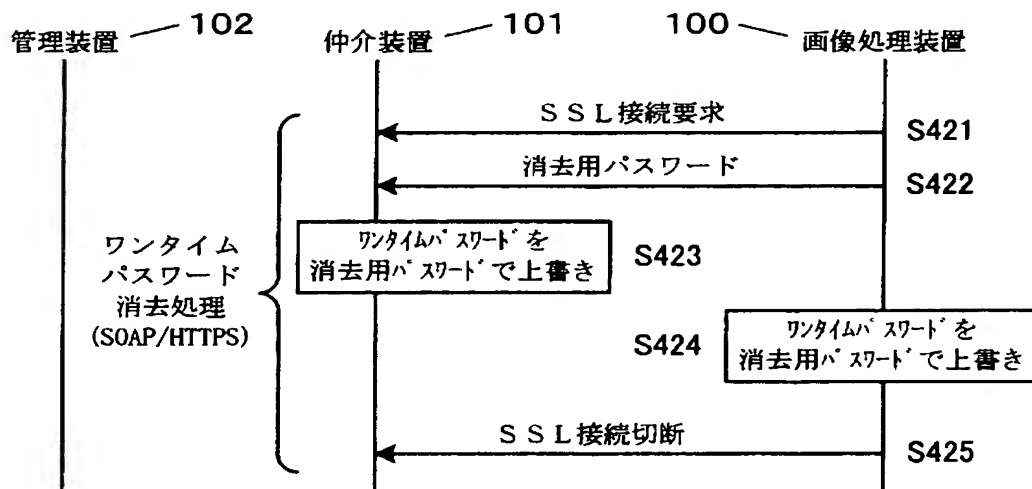 管理装置 102 仲介装置 101 100 画像処理装置
SSL接続要求 S421
消去用パスワード S422
ワンタイムパスワードを
消去用パスワードで上書き
S423
ワンタイム
パスワード
消去処理
(SOAP/HTTPS)
S424
ワンタイムパスワードを
消去用パスワードで上書き
SSL接続切断 S425